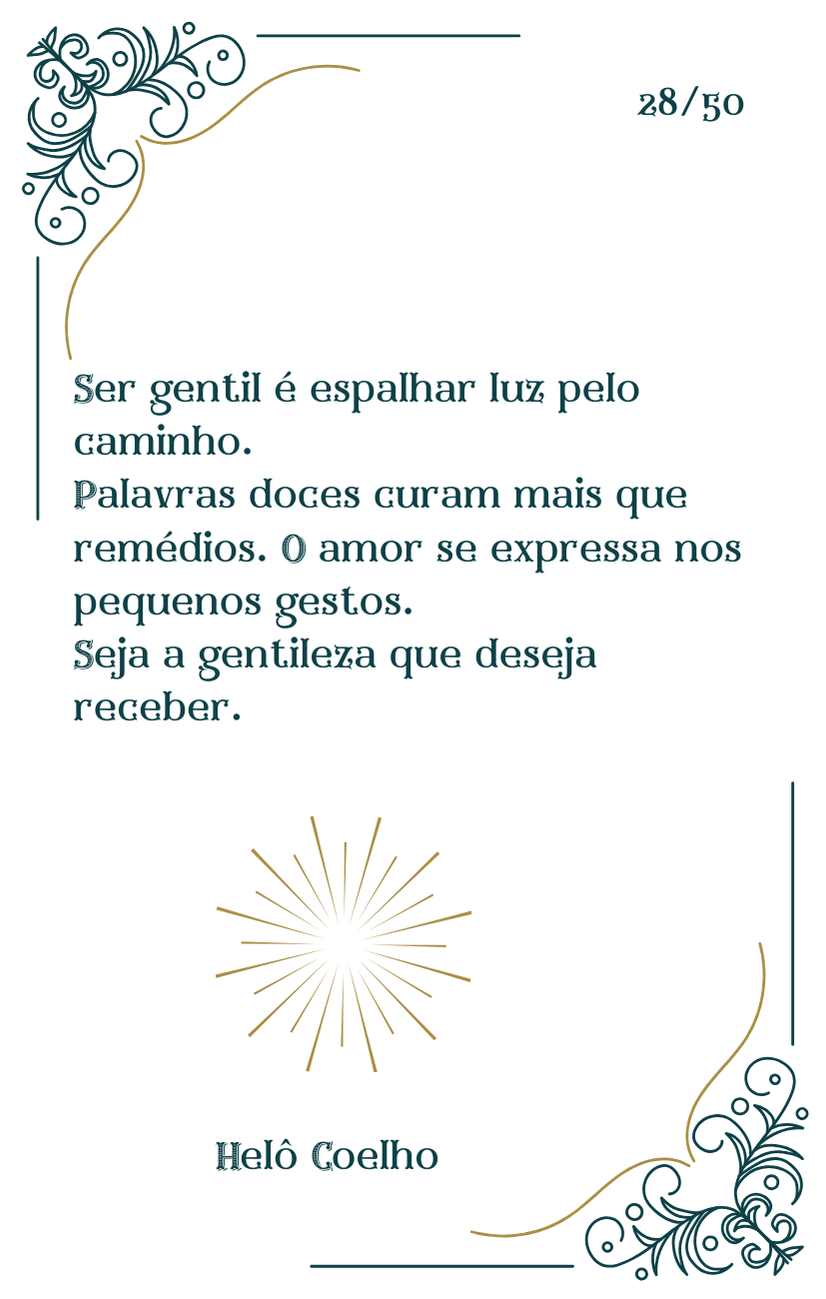 28/50
Ser gentil é espalhar luz pelo
caminho.
Palavras doces curam mais que
remédios. O amor se expressa nos
pequenos gestos.
Seja a gentileza que deseja
receber.
Helô Coelho